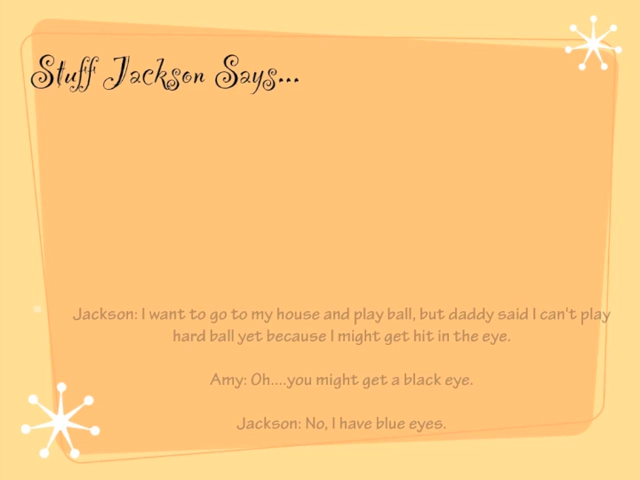 Stuff Jackson Says...
Jackson: I want to go to my house and play ball, but daddy said I can't play
hard ball yet because I might get hit in the eye.
Amy: Oh....you might get a black eye.
Jackson: No, I have blue eyes.